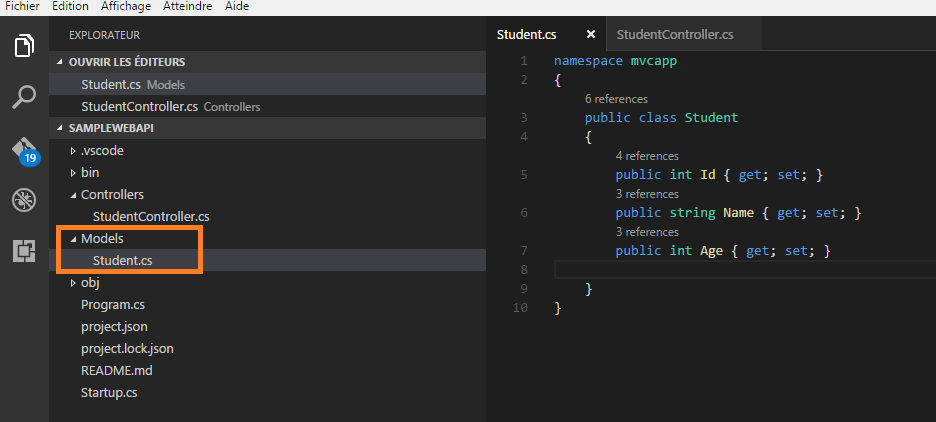 Fichier Edition Affichage Atteindre Aide
EXPLORATEUR
OUVRIR LES ÉDITEURS
Student.cs Models
StudentController.cs Controllers
SAMPLEWEBAPI
.vscode
bin
Controllers
StudentController.cs
Models
Student.cs
obj
Program.cs
project.json
project.lock.json
README.md
Startup.cs
19
Student.cs × StudentController.cs
1 namespace mvcapp
2 {
6 references
3 public class Student
4 {
4 references
5 public int Id { get; set; }
3 references
6 public string Name { get; set; }
3 references
7 public int Age { get; set; }
8
9 }
10 }